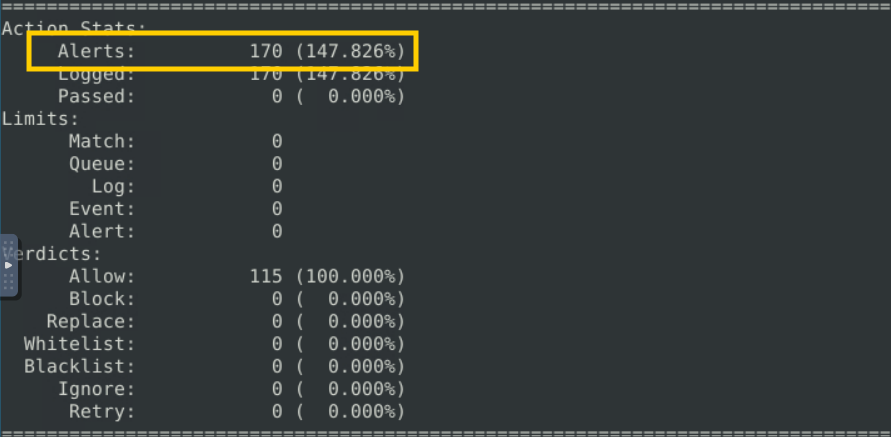 ===============================================================================
Action Stats:
Alerts: 170 (147.826%)
Logged: 170 (147.826%)
Passed: 0 ( 0.000%)
Limits:
Match: 0
Queue: 0
Log: 0
Event: 0
Alert: 0
Verdicts:
Allow: 115 (100.000%)
Block: 0 ( 0.000%)
Replace: 0 ( 0.000%)
Whitelist: 0 ( 0.000%)
Blacklist: 0 ( 0.000%)
Ignore: 0 ( 0.000%)
Retry: 0 ( 0.000%)
===============================================================================